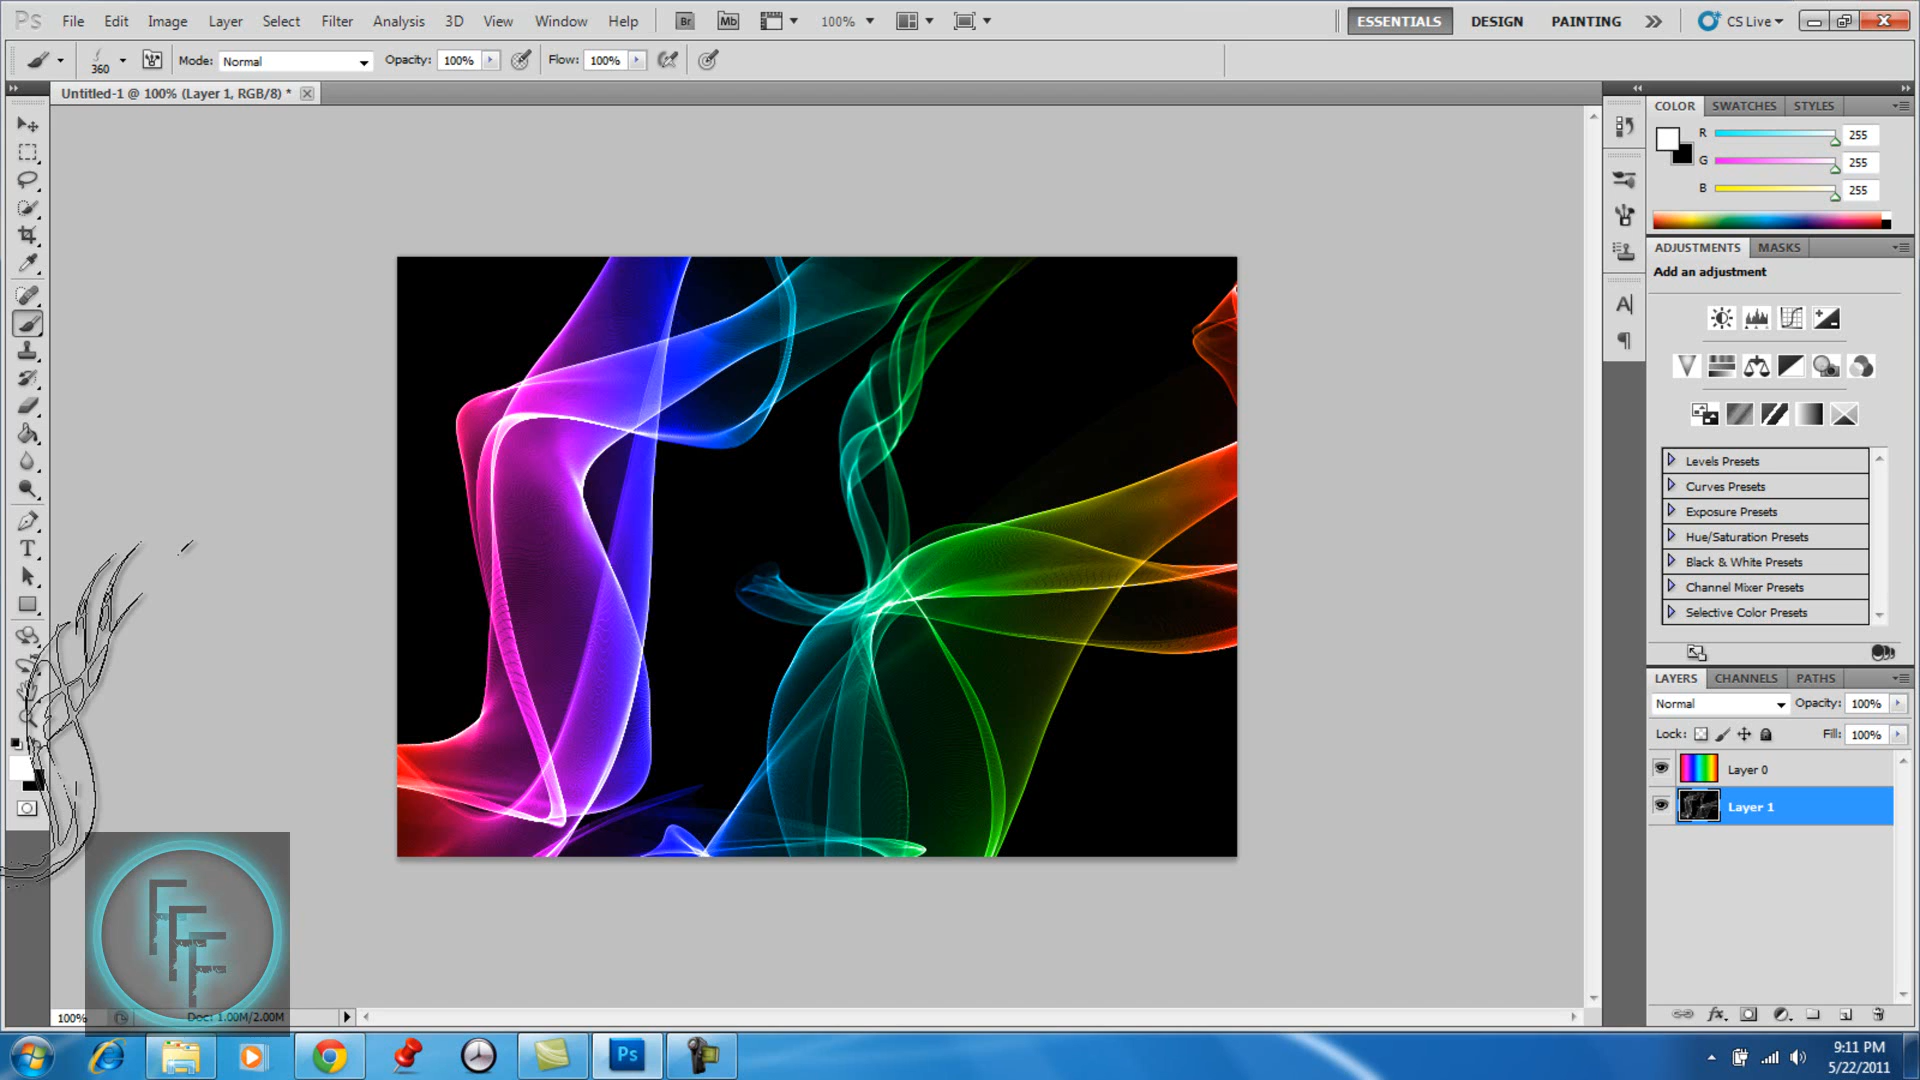 Ps File Edit Image Layer Select Filter Analysis 3D View Window Help Br Mb 100% ESSENTIALS DESIGN PAINTING CS Live
360 Mode: Normal Opacity: 100% Flow: 100%
Untitled-1 @ 100% (Layer 1, RGB/8) *
COLOR SWATCHES STYLES
R 255
G 255
B 255
ADJUSTMENTS MASKS
Add an adjustment
Levels Presets
Curves Presets
Exposure Presets
Hue/Saturation Presets
Black & White Presets
Channel Mixer Presets
Selective Color Presets
LAYERS CHANNELS PATHS
Normal Opacity: 100%
Lock: Fill: 100%
Layer 0
Layer 1
FFF
100% Doc: 1.00M/2.00M
Ps
9:11 PM
5/22/2011